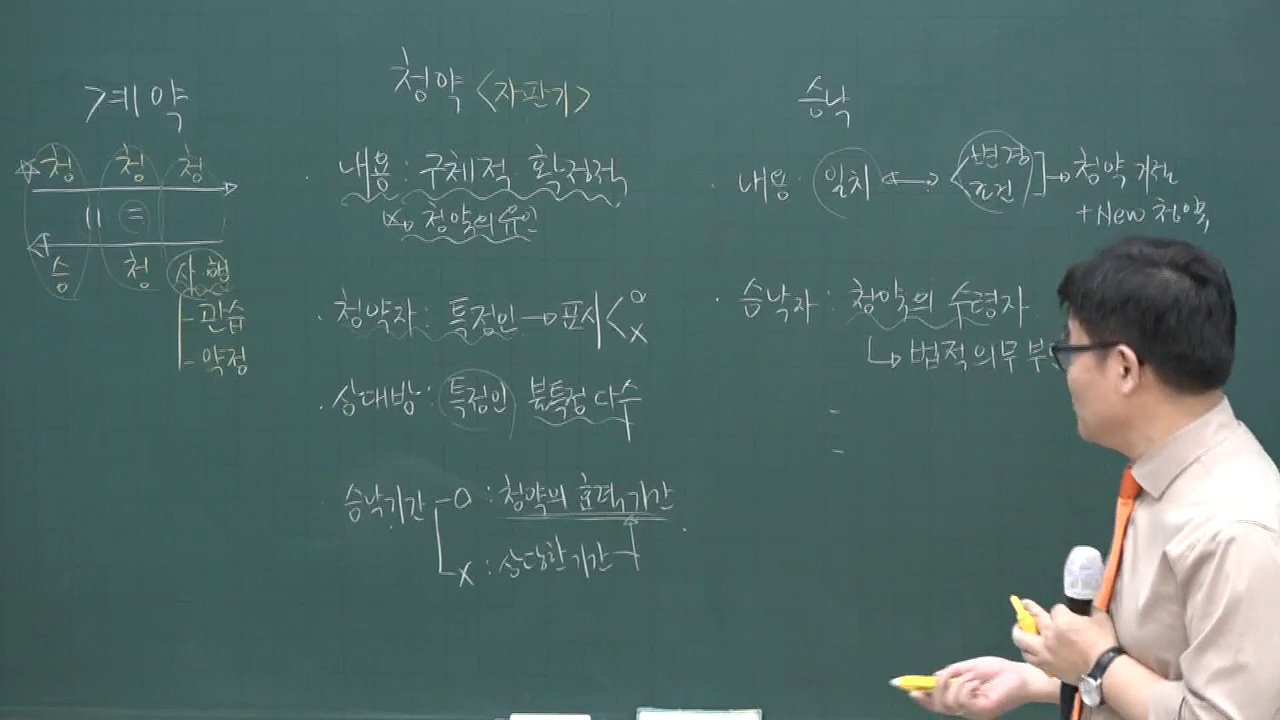 계약
청 청 청
〃 =
승 청 사.행
- 관습
- 약정
청약 <자판기>
· 내용 : 구체적 확정적
x→ 청약의 유인
· 청약자 : 특정인 → 표시 < o
x
· 상대방 : 특정인 불특정 다수
· 승낙기간 - O : 청약의 효력기간
x : 상당한 기간
승낙
· 내용 : 일치 ↔ < 변경
조건 ] → 청약 거절
+ New 청약
· 승낙자 : 청약의 수령자
↳ 법적의무 부
-
-